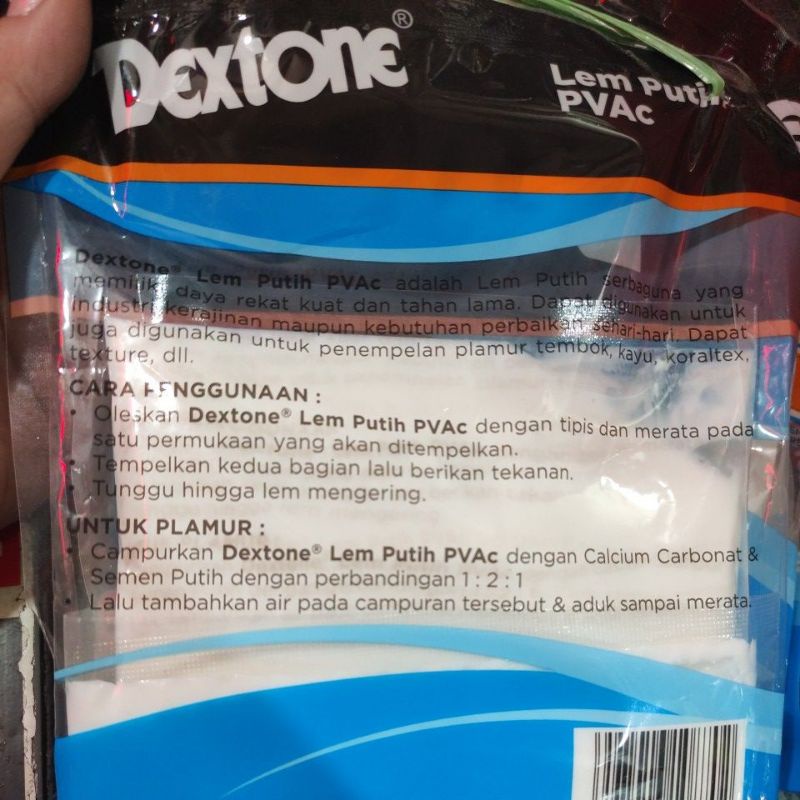 Dextone®
Lem Putih
PVAc
Dextone® Lem Putih PVAc adalah Lem Putih serbaguna yang
memiliki daya rekat kuat dan tahan lama. Dapat digunakan untuk
industri kerajinan maupun kebutuhan perbaikan sehari-hari. Dapat
juga digunakan untuk penempelan plamur tembok, kayu, koraltex,
texture, dll.
CARA PENGGUNAAN :
• Oleskan Dextone® Lem Putih PVAc dengan tipis dan merata pada
satu permukaan yang akan ditempelkan.
• Tempelkan kedua bagian lalu berikan tekanan.
• Tunggu hingga lem mengering.
UNTUK PLAMUR :
• Campurkan Dextone® Lem Putih PVAc dengan Calcium Carbonat &
Semen Putih dengan perbandingan 1 : 2 : 1
• Lalu tambahkan air pada campuran tersebut & aduk sampai merata.